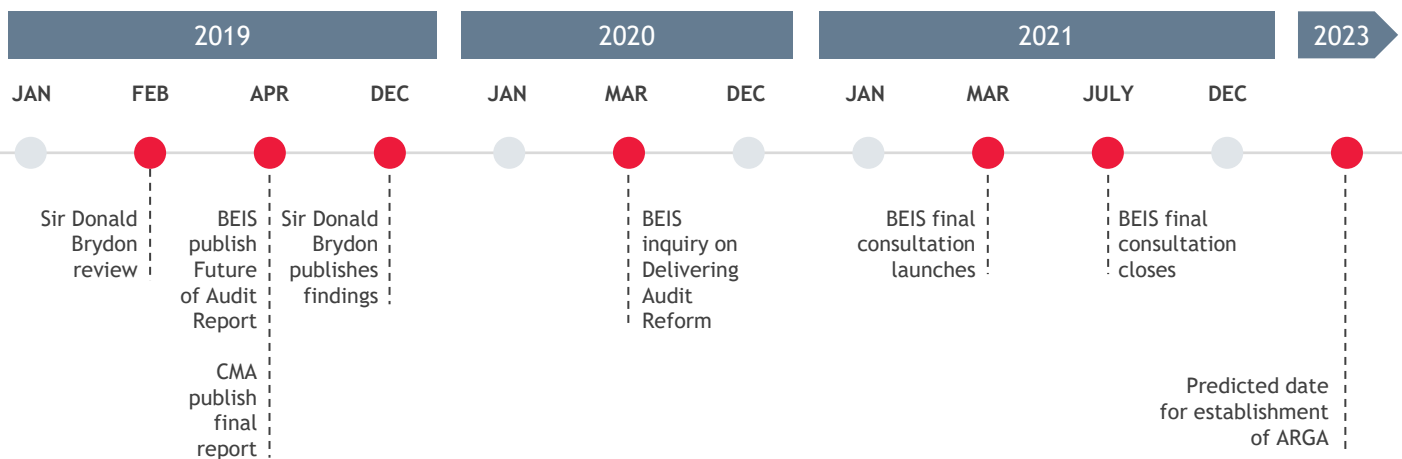 2019
2020
2021
2023
JAN
FEB
APR
DEC
JAN
MAR
DEC
JAN
MAR
JULY
DEC
Sir Donald
Brydon
review
BEIS
publish
Future
of Audit
Report
CMA
publish
final
report
Sir Donald
Brydon
publishes
findings
BEIS
inquiry on
Delivering
Audit
Reform
BEIS final
consultation
launches
BEIS final
consultation
closes
Predicted date
for establishment
of ARGA